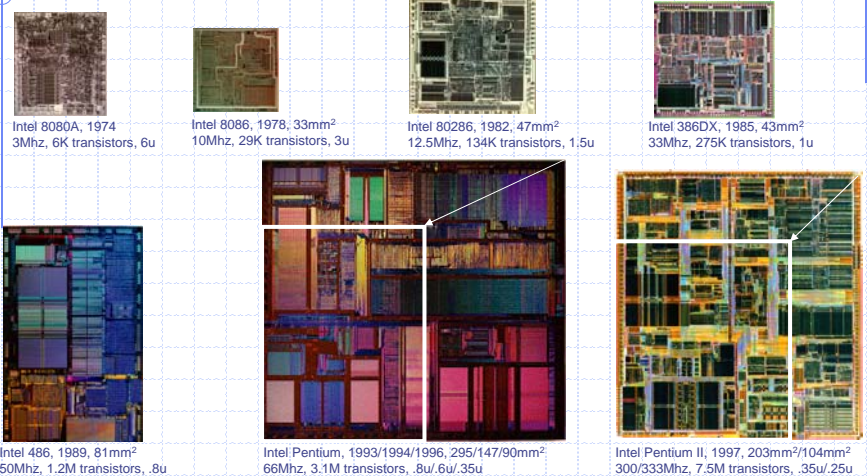 Intel 8080A, 1974
3Mhz, 6K transistors, 6u
Intel 8086, 1978, 33mm²
10Mhz, 29K transistors, 3u
Intel 80286, 1982, 47mm²
12.5Mhz, 134K transistors, 1.5u
Intel 386DX, 1985, 43mm²
33Mhz, 275K transistors, 1u
Intel 486, 1989, 81mm²
50Mhz, 1.2M transistors, .8u
Intel Pentium, 1993/1994/1996, 295/147/90mm²
66Mhz, 3.1M transistors, .8u/.6u/.35u
Intel Pentium II, 1997, 203mm²/104mm²
300/333Mhz, 7.5M transistors, .35u/.25u